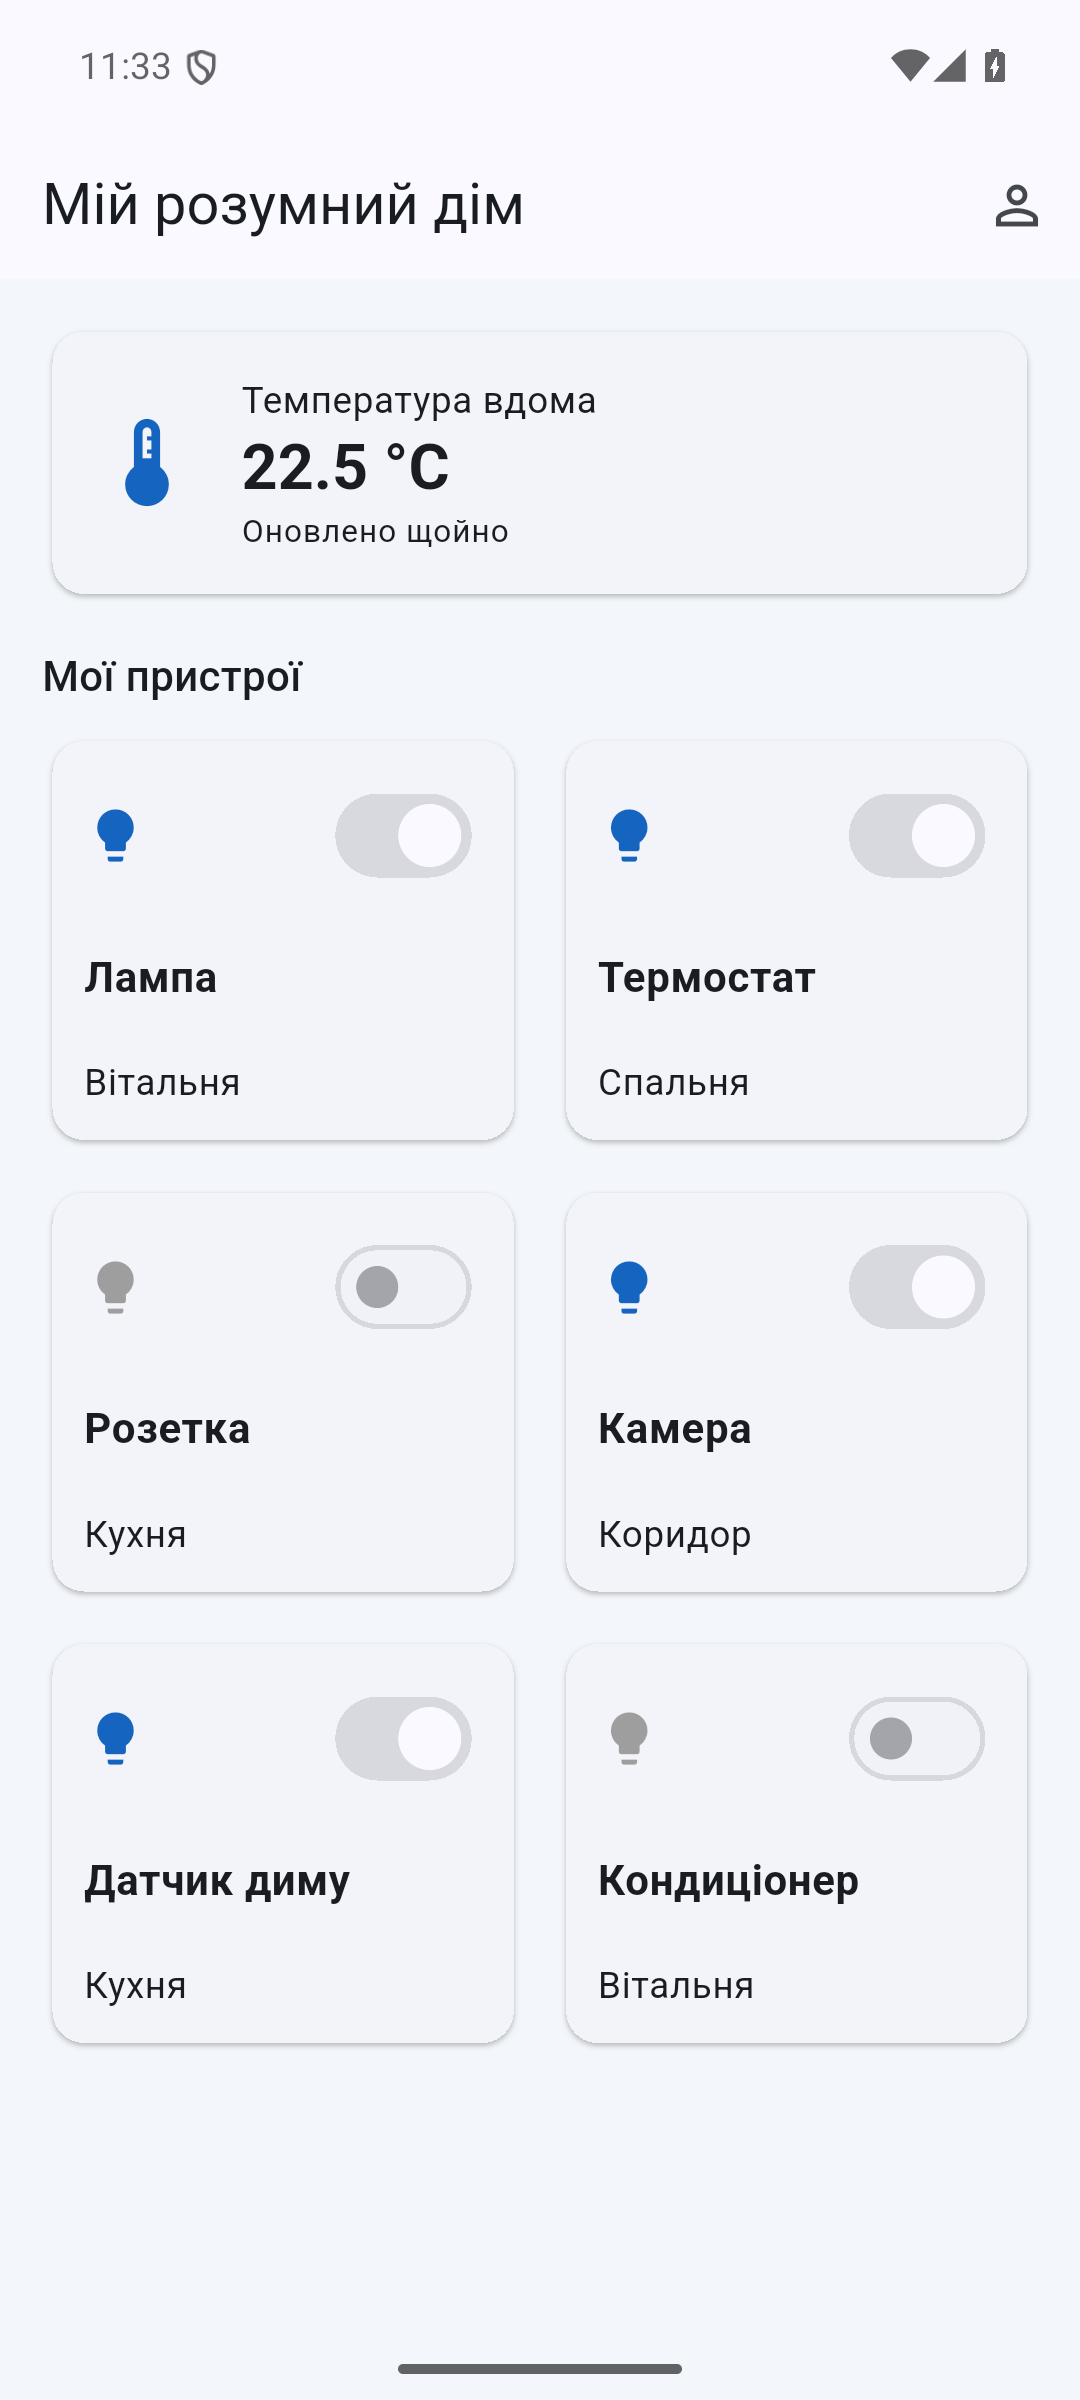 11:33
Мій розумний дім
Температура вдома
22.5 °C
Оновлено щойно
Мої пристрої
Лампа
Вітальня
Термостат
Спальня
Розетка
Кухня
Камера
Коридор
Датчик диму
Кухня
Кондиціонер
Вітальня